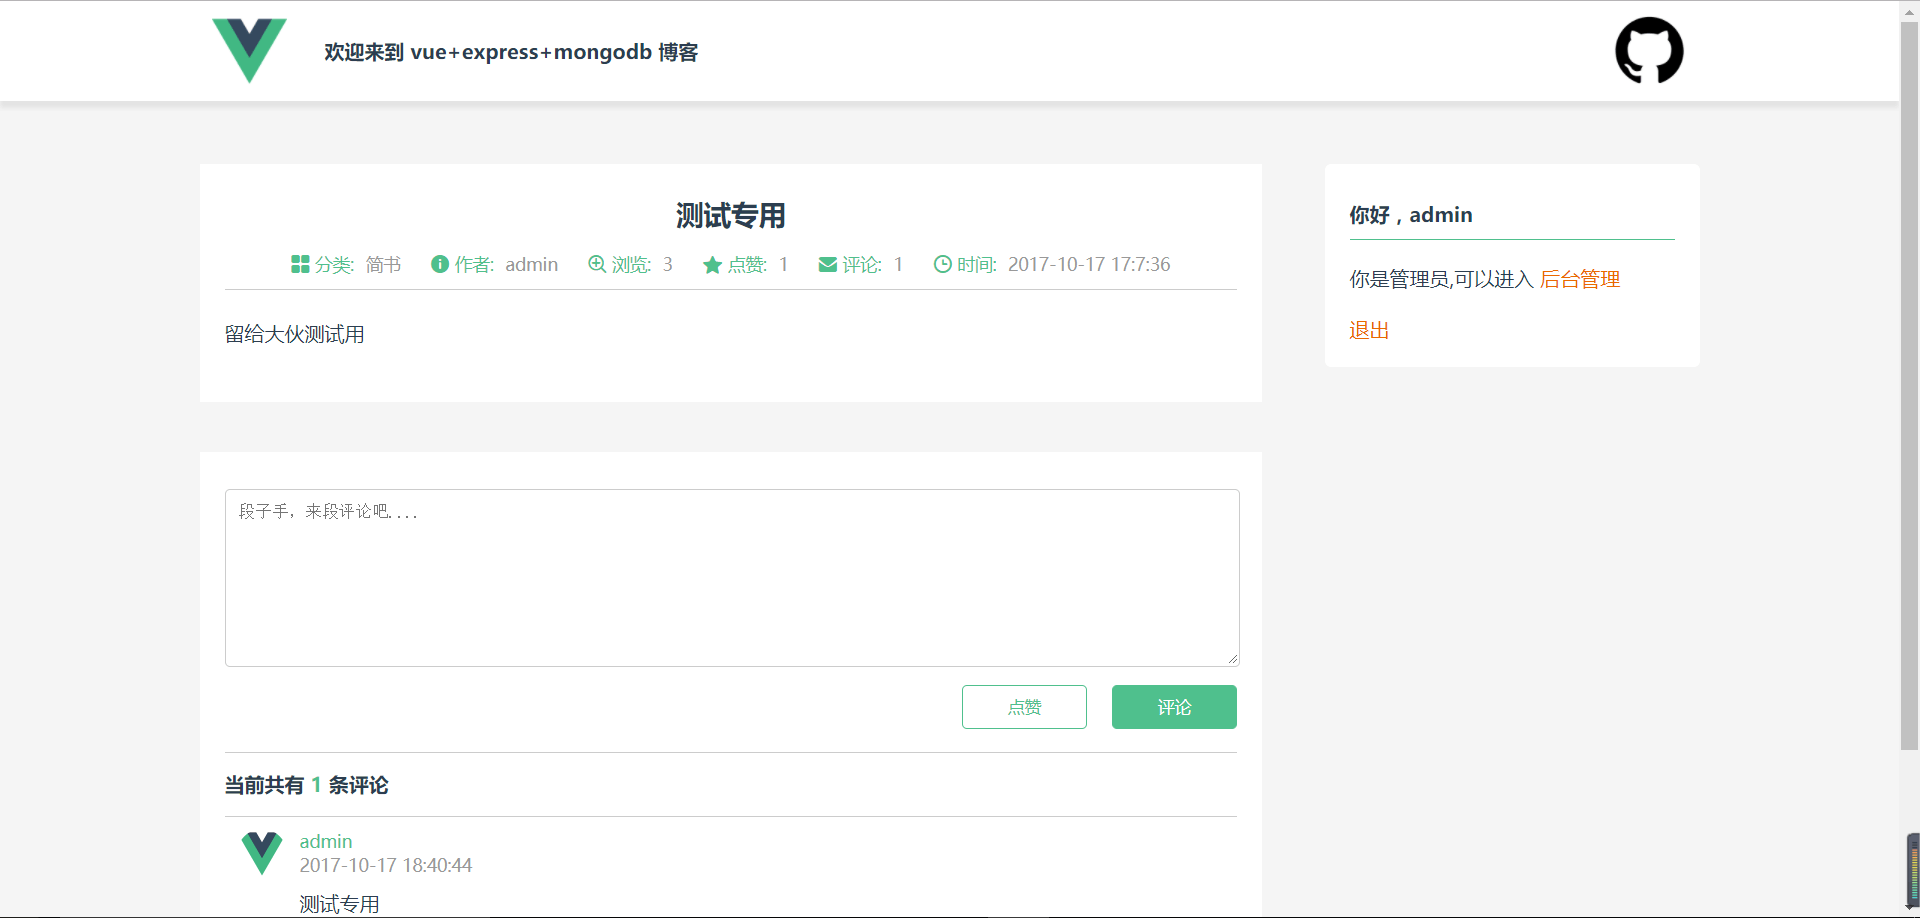 欢迎来到 vue+express+mongodb 博客
测试专用
分类: 简书 作者: admin 浏览: 3 点赞: 1 评论: 1 时间: 2017-10-17 17:7:36
留给大伙测试用
你好，admin
你是管理员,可以进入 后台管理
退出
段子手，来段评论吧....
点赞 评论
当前共有 1 条评论
admin
2017-10-17 18:40:44
测试专用